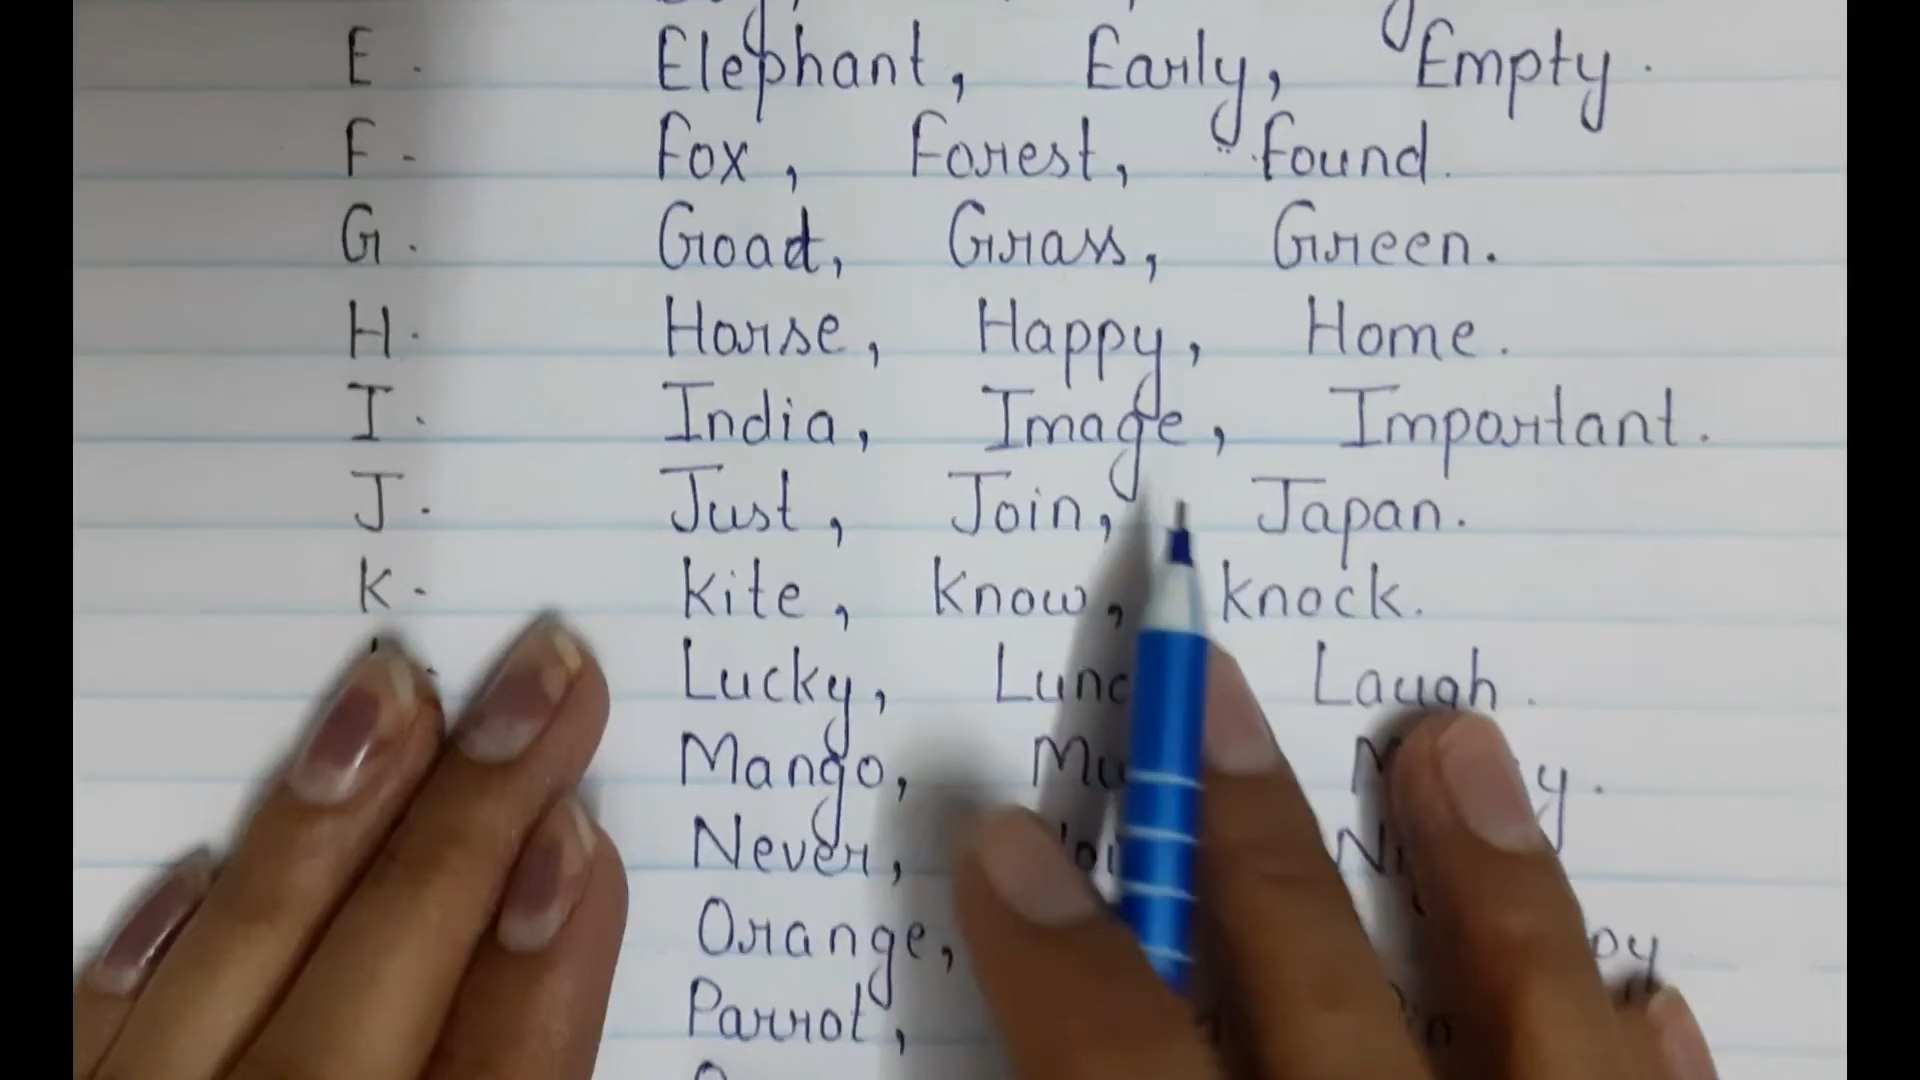 E. Elephant, Early, Empty.
F- Fox, Forest, Found.
G. Goat, Grass, Green.
H. Horse, Happy, Home.
I. India, Image, Important.
J. Just, Join, Japan.
K- Kite, Know, Knock.
Lucky, Laugh.
Mango,
Never,
Orange,
Parrot,